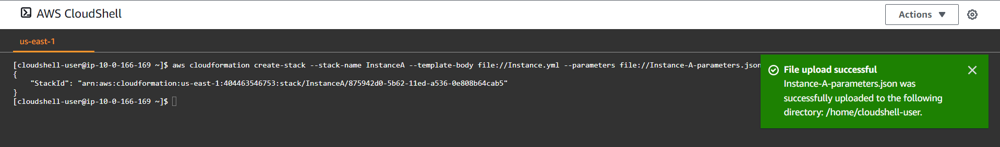 AWS CloudShell
Actions
us-east-1
[cloudshell-user@ip-10-0-166-169 ~]$ aws cloudformation create-stack --stack-name InstanceA --template-body file://Instance.yml --parameters file://Instance-A-parameters.json
{
    "StackId": "arn:aws:cloudformation:us-east-1:404463546753:stack/InstanceA/875942d0-5b62-11ed-a536-0e808b64cab5"
}
[cloudshell-user@ip-10-0-166-169 ~]$
File upload successful
Instance-A-parameters.json was
successfully uploaded to the following
directory: /home/cloudshell-user.